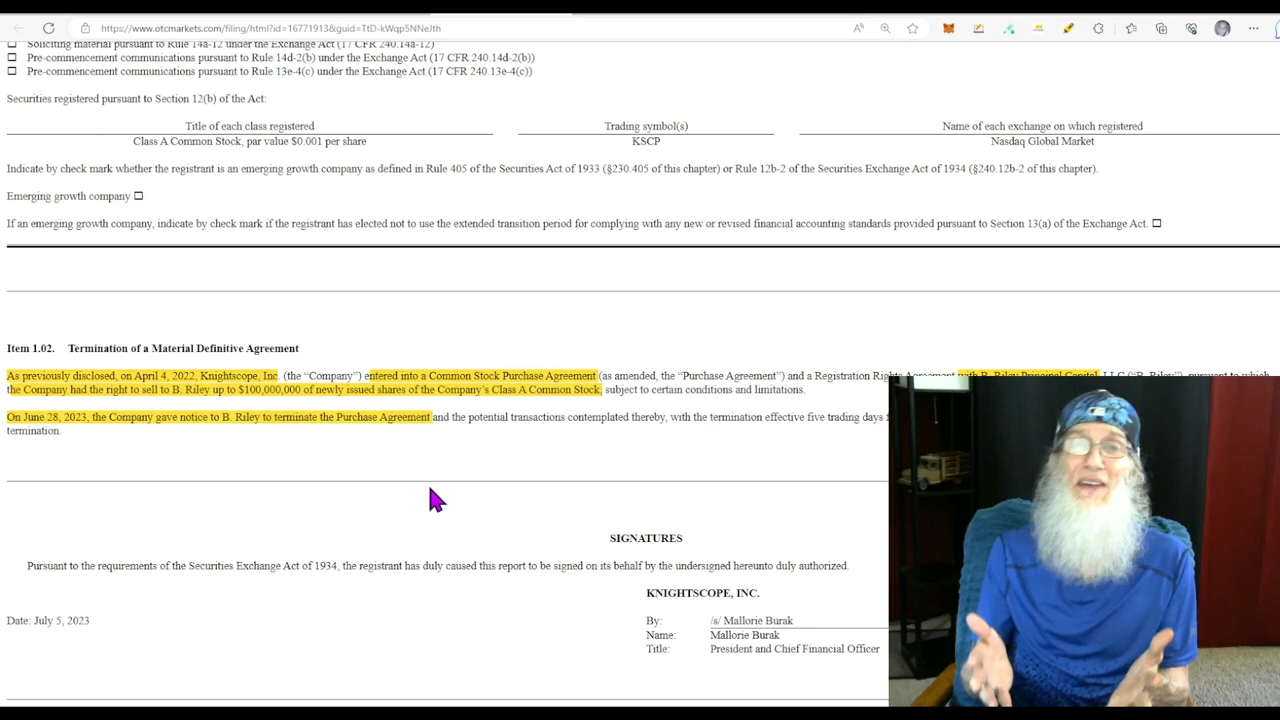 https://www.otcmarkets.com/filing/html?id=16771913&guid=TtD-kWqp5NNeJth
Soliciting material pursuant to Rule 14a-12 under the Exchange Act (17 CFR 240.14a-12)
Pre-commencement communications pursuant to Rule 14d-2(b) under the Exchange Act (17 CFR 240.14d-2(b))
Pre-commencement communications pursuant to Rule 13e-4(c) under the Exchange Act (17 CFR 240.13e-4(c))
Securities registered pursuant to Section 12(b) of the Act:
Title of each class registered Trading symbol(s) Name of each exchange on which registered
Class A Common Stock, par value $0.001 per share KSCP Nasdaq Global Market
Indicate by check mark whether the registrant is an emerging growth company as defined in Rule 405 of the Securities Act of 1933 (§230.405 of this chapter) or Rule 12b-2 of the Securities Exchange Act of 1934 (§240.12b-2 of this chapter).
Emerging growth company ☐
If an emerging growth company, indicate by check mark if the registrant has elected not to use the extended transition period for complying with any new or revised financial accounting standards provided pursuant to Section 13(a) of the Exchange Act. ☐
Item 1.02. Termination of a Material Definitive Agreement
As previously disclosed, on April 4, 2022, Knightscope, Inc. (the “Company”) entered into a Common Stock Purchase Agreement (as amended, the “Purchase Agreement”) and a Registration Rights Agreement with B. Riley Principal Capital, LLC (“B. Riley”), pursuant to which
the Company had the right to sell to B. Riley up to $100,000,000 of newly issued shares of the Company’s Class A Common Stock, subject to certain conditions and limitations.
On June 28, 2023, the Company gave notice to B. Riley to terminate the Purchase Agreement and the potential transactions contemplated thereby, with the termination effective five trading days
termination.
SIGNATURES
Pursuant to the requirements of the Securities Exchange Act of 1934, the registrant has duly caused this report to be signed on its behalf by the undersigned hereunto duly authorized.
KNIGHTSCOPE, INC.
Date: July 5, 2023 By: /s/ Mallorie Burak
Name: Mallorie Burak
Title: President and Chief Financial Officer